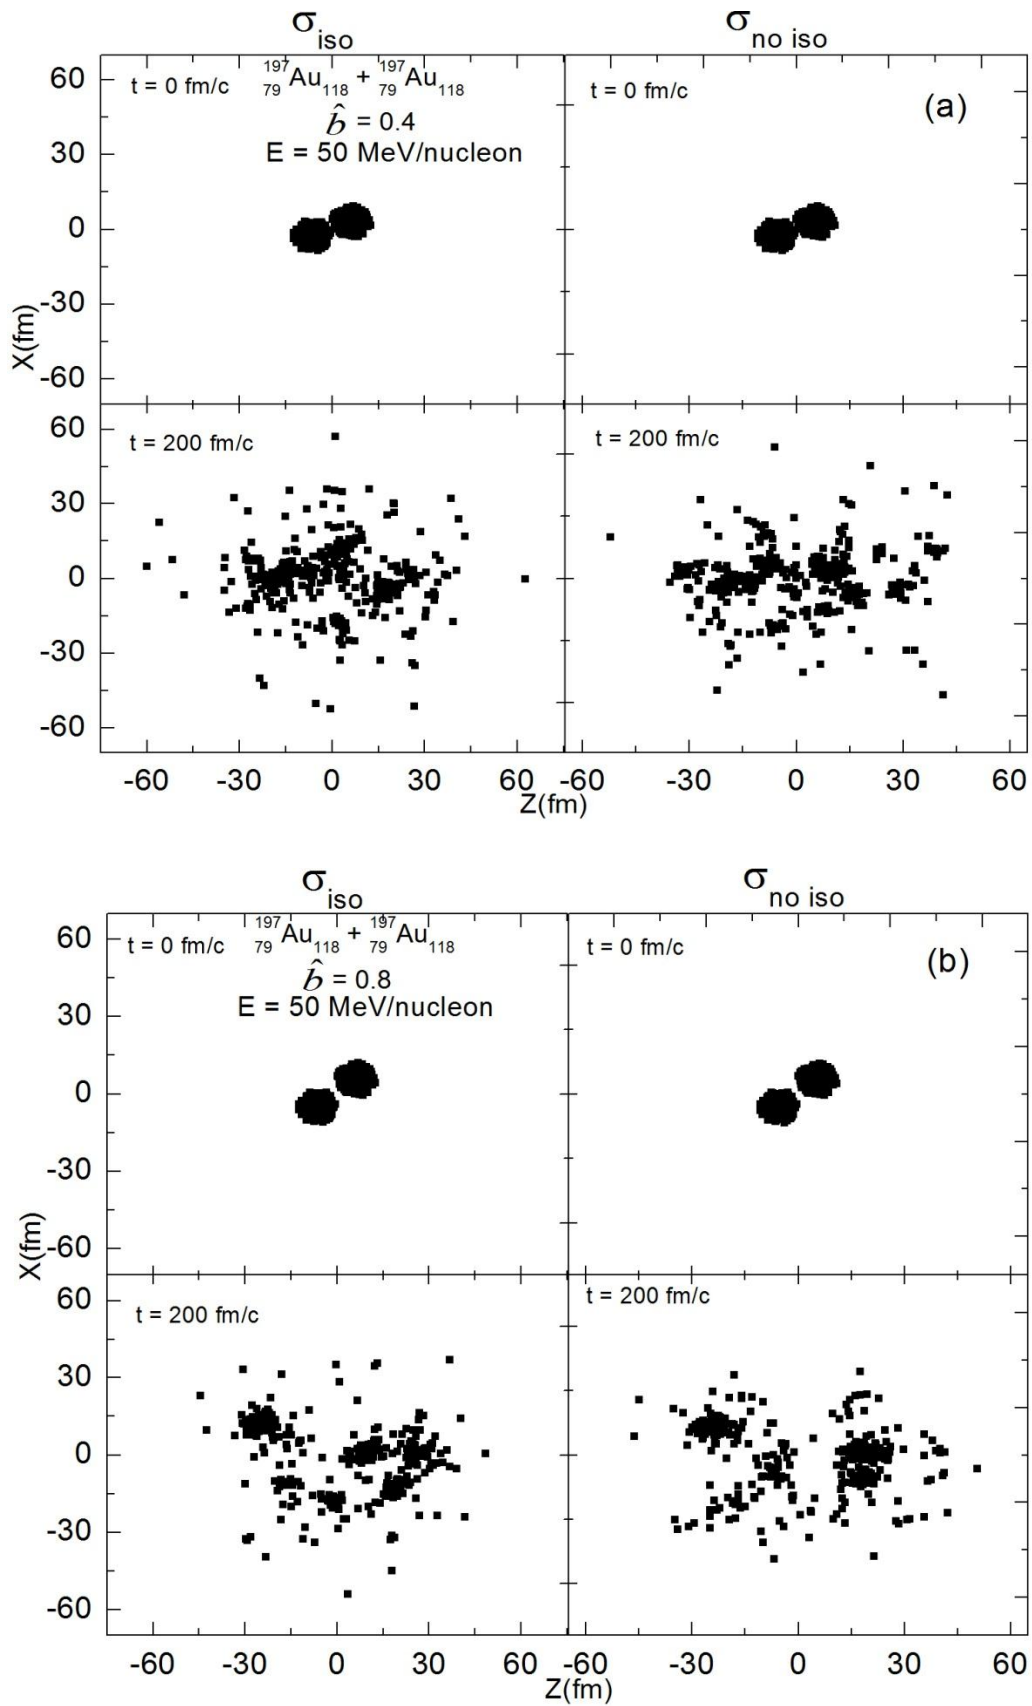 σiso σno iso
t = 0 fm/c 197 79Au118 + 197 79Au118 t = 0 fm/c (a)
b̂ = 0.4
E = 50 MeV/nucleon
60
30
0
-30
-60
X(fm)
t = 200 fm/c t = 200 fm/c
60
30
0
-30
-60
-60 -30 0 30 60 -30 0 30 60
Z(fm)
σiso σno iso
t = 0 fm/c 197 79Au118 + 197 79Au118 t = 0 fm/c (b)
b̂ = 0.8
E = 50 MeV/nucleon
60
30
0
-30
-60
X(fm)
t = 200 fm/c t = 200 fm/c
60
30
0
-30
-60
-60 -30 0 30 60 -30 0 30 60
Z(fm)